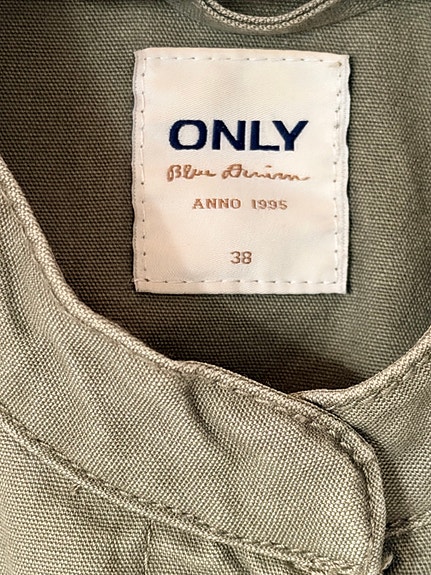 ONLY
Blue Denim
ANNO 1995
38